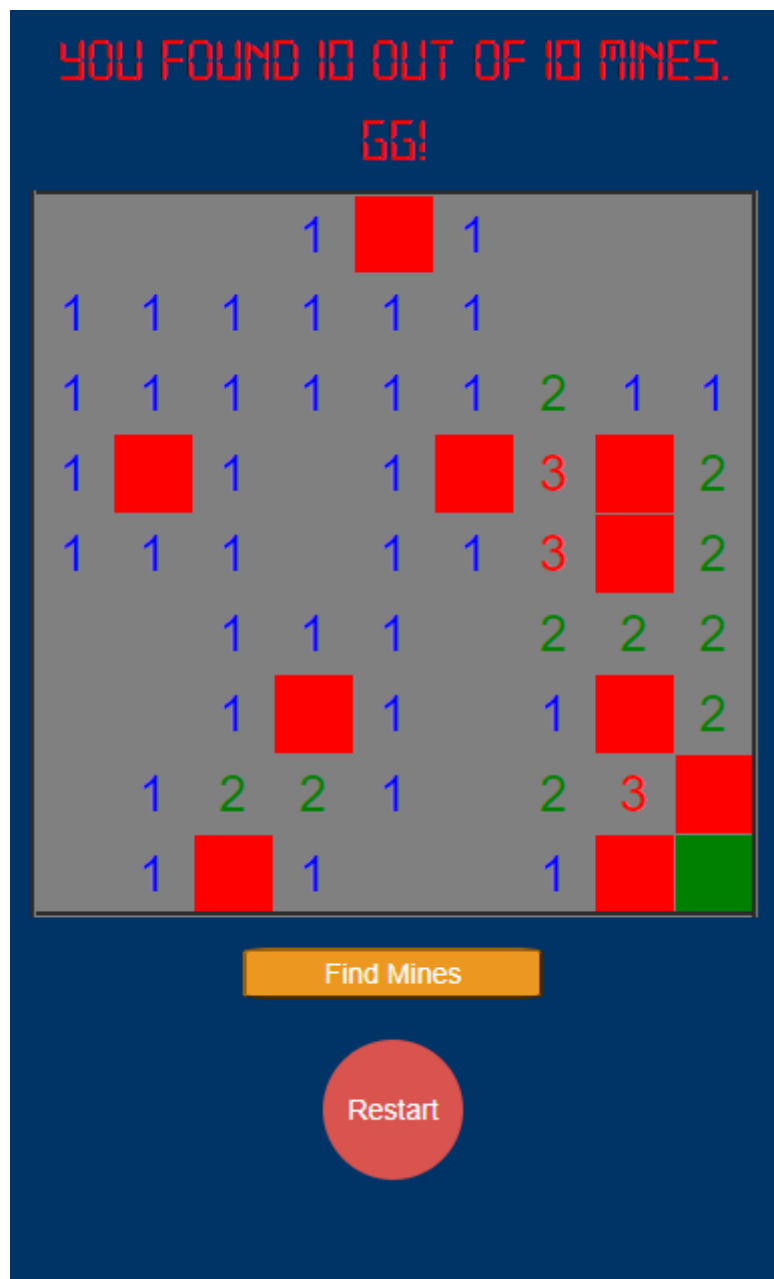 YOU FOUND 10 OUT OF 10 MINES.
GG!
1 1
1 1 1 1 1 1
1 1 1 1 1 1 2 1 1
1 1 1 3 2
1 1 1 1 1 3 2
1 1 1 2 2 2
1 1 1 2
1 2 2 1 2 3
1 1 1
Find Mines
Restart